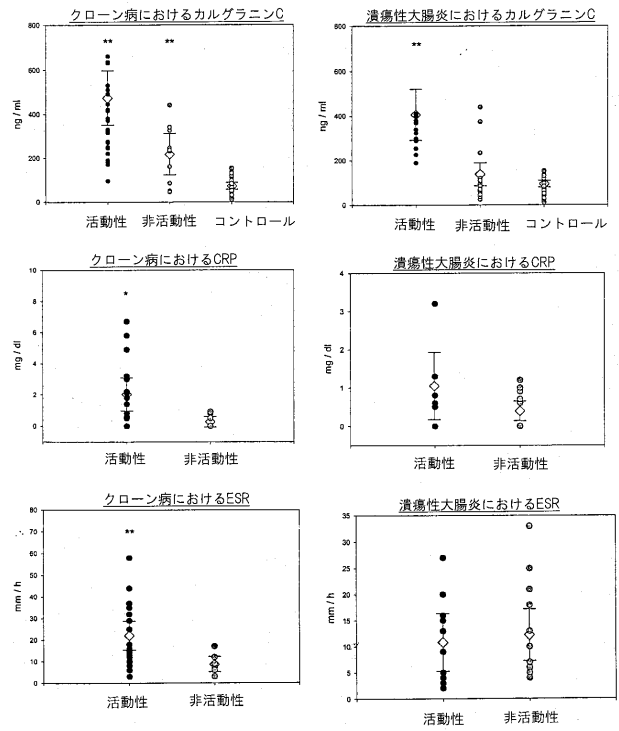 クローン病におけるカルグラニンC
800
600
400
200
0
ng / ml
**
**
活動性
非活動性
コントロール
潰瘍性大腸炎におけるカルグラニンC
800
600
400
200
0
ng / ml
**
活動性
非活動性
コントロール
クローン病におけるCRP
10
8
6
4
2
0
mg / dl
*
活動性
非活動性
潰瘍性大腸炎におけるCRP
4
3
2
1
0
mg / dl
活動性
非活動性
クローン病におけるESR
80
70
60
50
40
30
20
10
0
mm / h
**
活動性
非活動性
潰瘍性大腸炎におけるESR
35
30
25
20
15
10
5
0
mm / h
活動性
非活動性